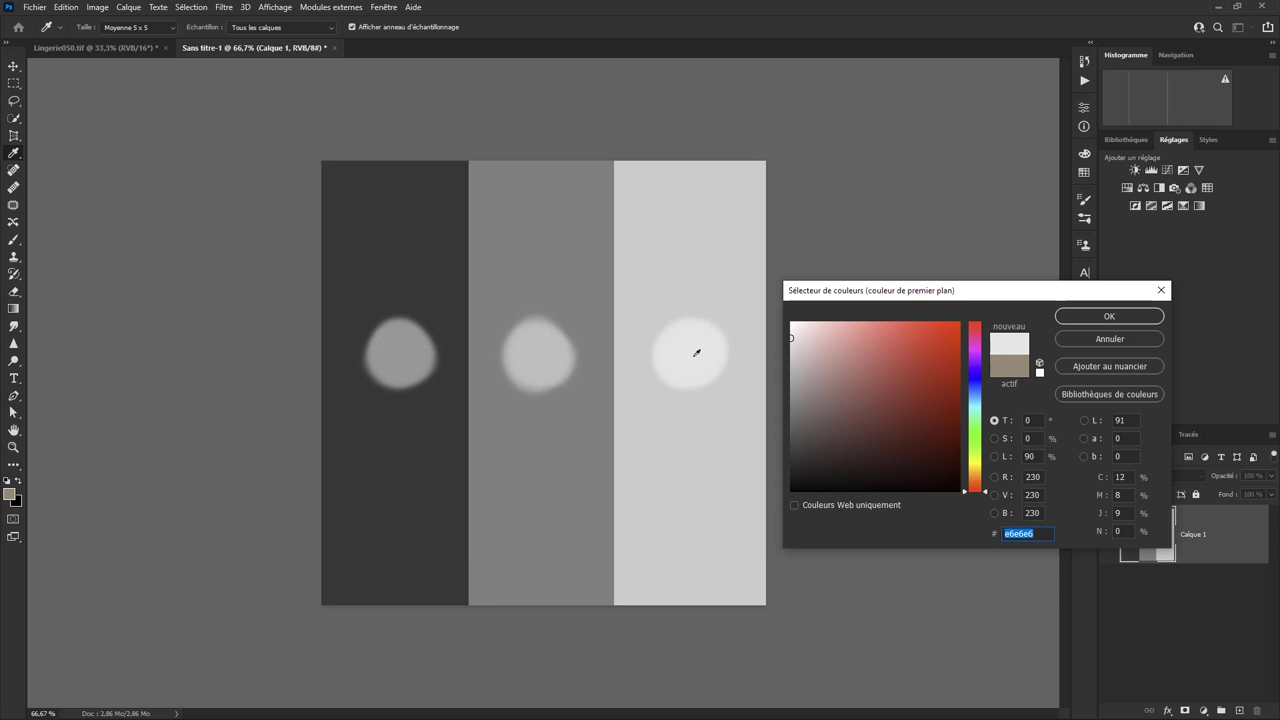 Fichier Edition Image Calque Texte Sélection Filtre 3D Affichage Modules externes Fenêtre Aide
Taille : Moyenne 5 x 5 Echantillon : Tous les calques Afficher anneau d'échantillonnage
Lingerie050.tif @ 33,3% (RVB/16*) * × Sans titre-1 @ 66,7% (Calque 1, RVB/8#) * ×
Histogramme Navigation
Bibliothèques Réglages Styles
Ajouter un réglage
Sélecteur de couleurs (couleur de premier plan)
nouveau
actif
OK
Annuler
Ajouter au nuancier
Bibliothèques de couleurs
T : 0 °
S : 0 %
L : 90 %
R : 230
V : 230
B : 230
# e6e6e6
L : 91
a : 0
b : 0
C : 12 %
M : 8 %
J : 9 %
N : 0 %
Couleurs Web uniquement
Tracés
Opacité : 100 %
Fond : 100 %
Calque 1
66,67 % Doc : 2,86 Mo/2,86 Mo